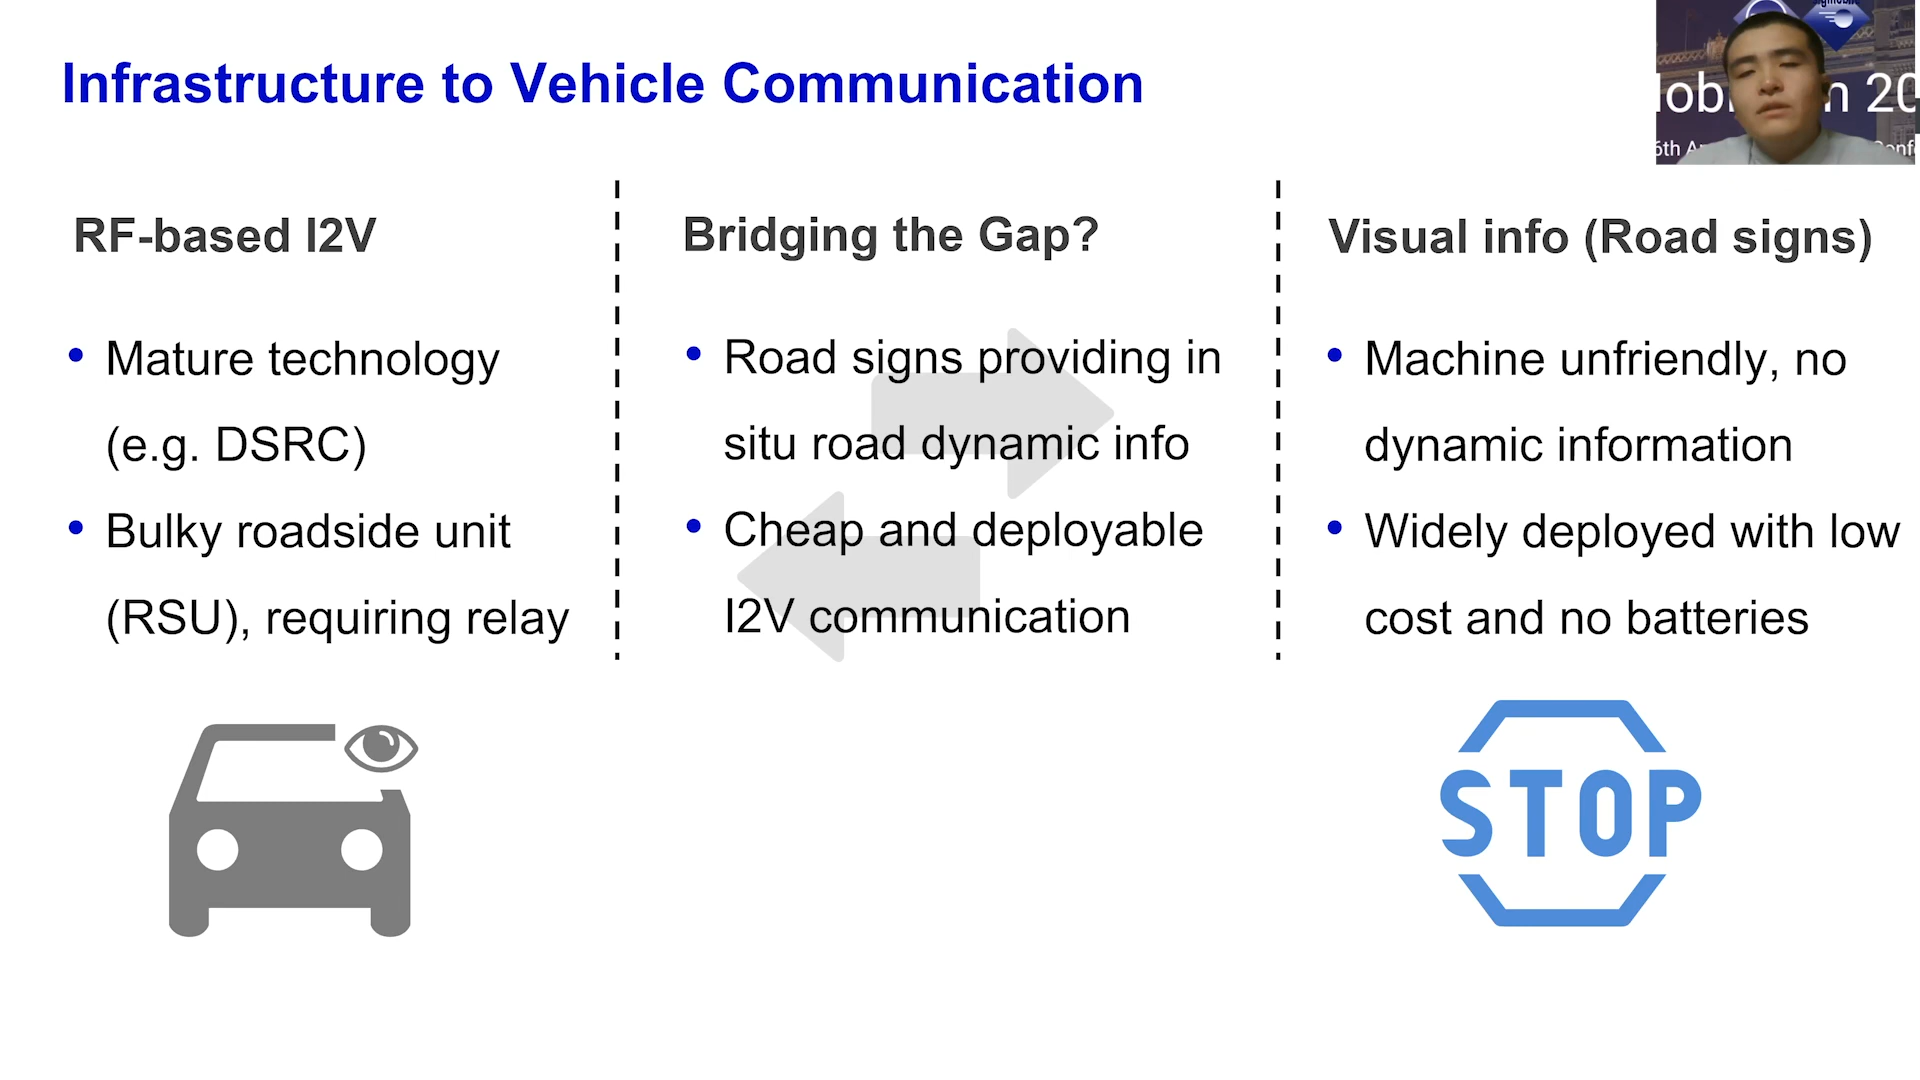 Infrastructure to Vehicle Communication
RF-based I2V
• Mature technology
(e.g. DSRC)
• Bulky roadside unit
(RSU), requiring relay
Bridging the Gap?
• Road signs providing in
situ road dynamic info
• Cheap and deployable
I2V communication
Visual info (Road signs)
• Machine unfriendly, no
dynamic information
• Widely deployed with low
cost and no batteries
STOP